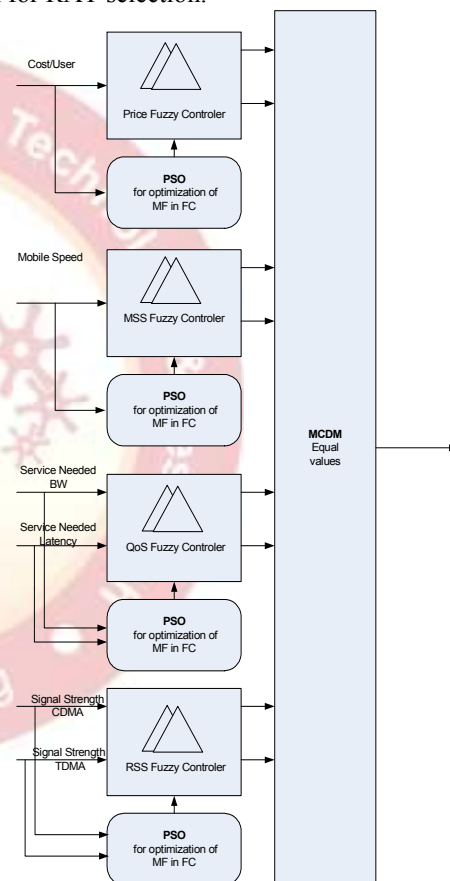 for RAT selection.
Cost/User
Price Fuzzy Controler
PSO
for optimization of
MF in FC
Mobile Speed
MSS Fuzzy Controler
PSO
for optimization of
MF in FC
MCDM
Equal
values
Service Needed
BW
Service Needed
Latency
QoS Fuzzy Controler
PSO
for optimization of
MF in FC
Signal Strength
CDMA
Signal Strength
TDMA
RSS Fuzzy Controler
PSO
for optimization of
MF in FC